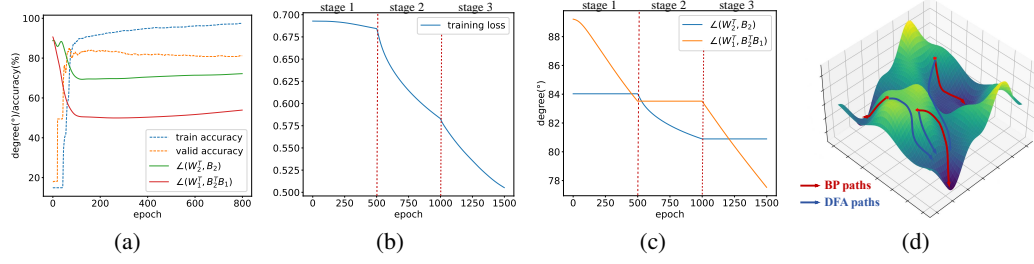 degree(°)/accuracy(%)
100
80
60
40
20
0
200
400
600
800
epoch
train accuracy
valid accuracy
∠(W₂ᵀ, B₂)
∠(W₁ᵀ, B₂ᵀB₁)
(a)
stage 1 stage 2 stage 3
0.700
0.675
0.650
0.625
0.600
0.575
0.550
0.525
0.500
0 250 500 750 1000 1250 1500
epoch
training loss
(b)
stage 1 stage 2 stage 3
degree(°)
88
86
84
82
80
78
0 250 500 750 1000 1250 1500
epoch
∠(W₂ᵀ, B₂)
∠(W₁ᵀ, B₂ᵀB₁)
(c)
BP paths
DFA paths
(d)